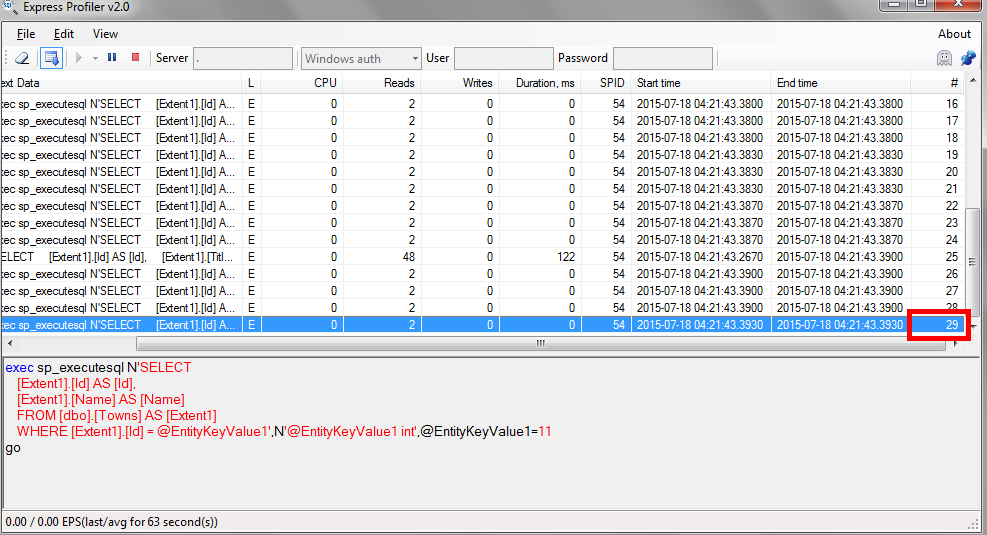 Express Profiler v2.0
File Edit View About
Server . Windows auth User Password
ext Data L CPU Reads Writes Duration, ms SPID Start time End time #
xec sp_executesql N'SELECT [Extent1].[Id] A... E 0 2 0 0 54 2015-07-18 04:21:43.3800 2015-07-18 04:21:43.3800 16
xec sp_executesql N'SELECT [Extent1].[Id] A... E 0 2 0 0 54 2015-07-18 04:21:43.3800 2015-07-18 04:21:43.3800 17
xec sp_executesql N'SELECT [Extent1].[Id] A... E 0 2 0 0 54 2015-07-18 04:21:43.3800 2015-07-18 04:21:43.3800 18
xec sp_executesql N'SELECT [Extent1].[Id] A... E 0 2 0 0 54 2015-07-18 04:21:43.3830 2015-07-18 04:21:43.3830 19
xec sp_executesql N'SELECT [Extent1].[Id] A... E 0 2 0 0 54 2015-07-18 04:21:43.3830 2015-07-18 04:21:43.3830 20
xec sp_executesql N'SELECT [Extent1].[Id] A... E 0 2 0 0 54 2015-07-18 04:21:43.3830 2015-07-18 04:21:43.3830 21
xec sp_executesql N'SELECT [Extent1].[Id] A... E 0 2 0 0 54 2015-07-18 04:21:43.3870 2015-07-18 04:21:43.3870 22
xec sp_executesql N'SELECT [Extent1].[Id] A... E 0 2 0 0 54 2015-07-18 04:21:43.3870 2015-07-18 04:21:43.3870 23
xec sp_executesql N'SELECT [Extent1].[Id] A... E 0 2 0 0 54 2015-07-18 04:21:43.3870 2015-07-18 04:21:43.3870 24
ELECT [Extent1].[Id] AS [Id], [Extent1].[Titl... E 0 48 0 122 54 2015-07-18 04:21:43.2670 2015-07-18 04:21:43.3900 25
xec sp_executesql N'SELECT [Extent1].[Id] A... E 0 2 0 0 54 2015-07-18 04:21:43.3900 2015-07-18 04:21:43.3900 26
xec sp_executesql N'SELECT [Extent1].[Id] A... E 0 2 0 0 54 2015-07-18 04:21:43.3900 2015-07-18 04:21:43.3900 27
xec sp_executesql N'SELECT [Extent1].[Id] A... E 0 2 0 0 54 2015-07-18 04:21:43.3900 2015-07-18 04:21:43.3900 28
xec sp_executesql N'SELECT [Extent1].[Id] A... E 0 2 0 0 54 2015-07-18 04:21:43.3930 2015-07-18 04:21:43.3930 29
exec sp_executesql N'SELECT
[Extent1].[Id] AS [Id],
[Extent1].[Name] AS [Name]
FROM [dbo].[Towns] AS [Extent1]
WHERE [Extent1].[Id] = @EntityKeyValue1',N'@EntityKeyValue1 int',@EntityKeyValue1=11
go
0.00 / 0.00 EPS(last/avg for 63 second(s))